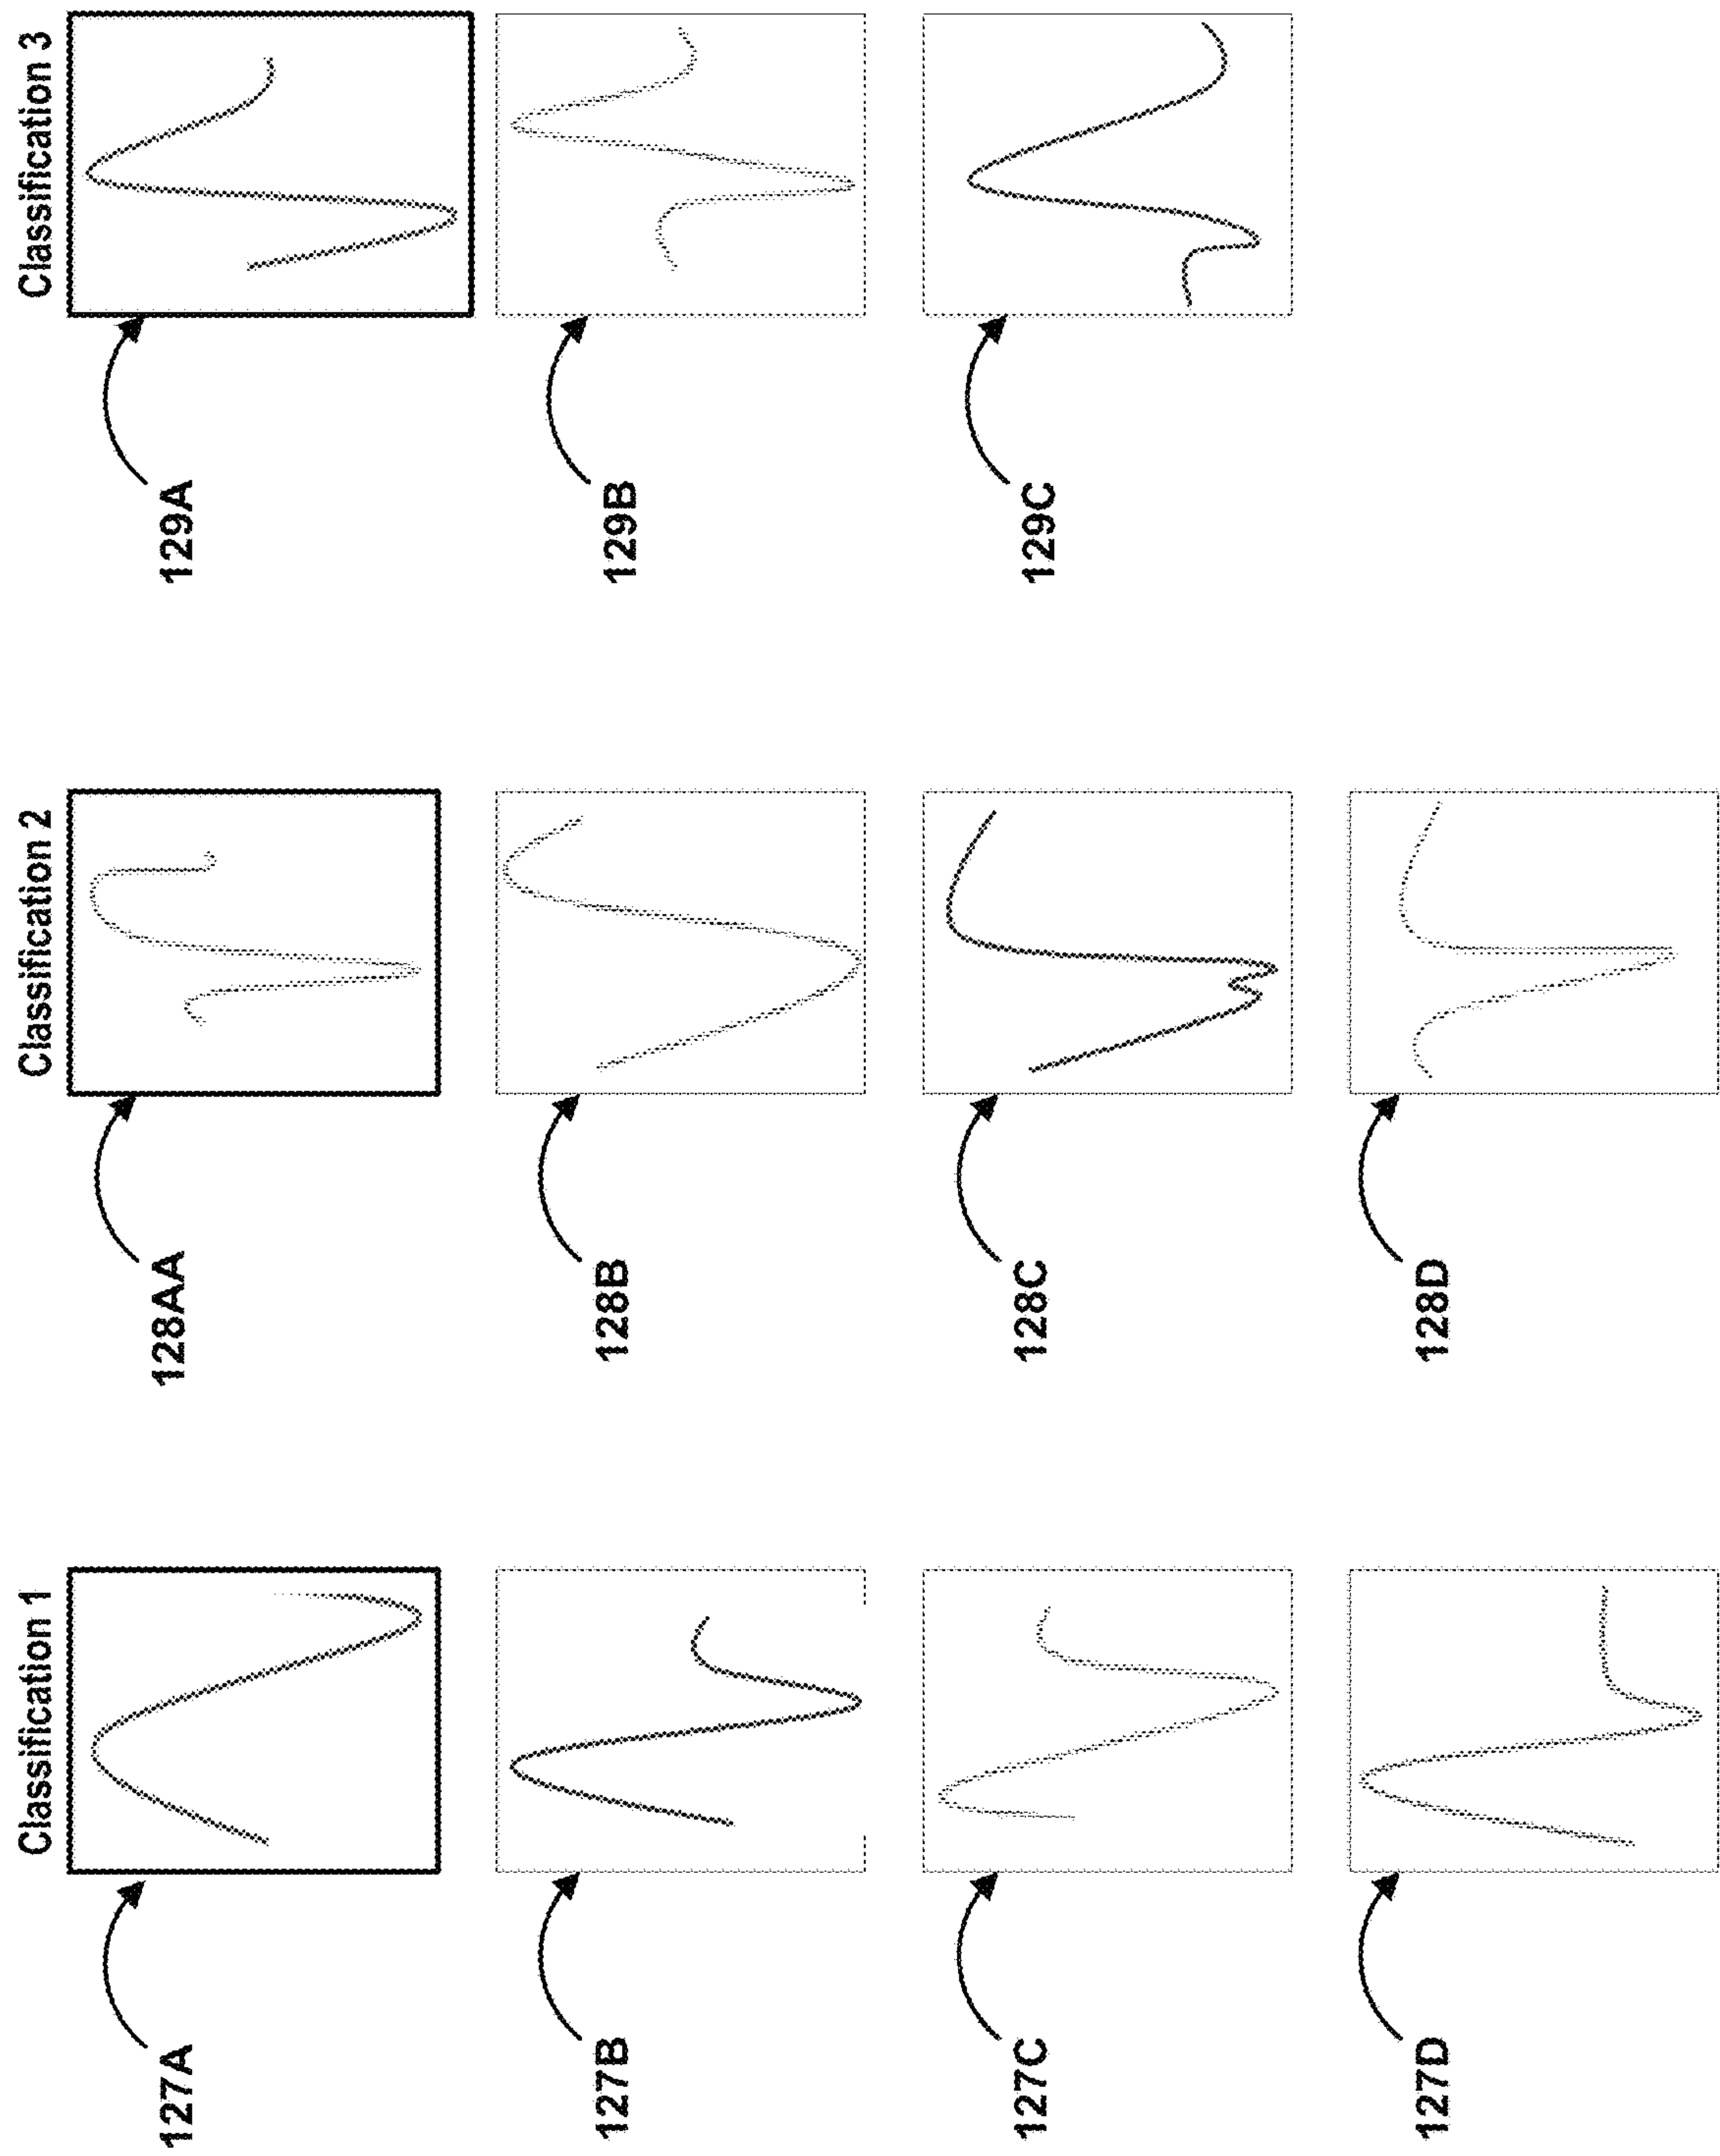 Classification 1
127A
127B
127C
127D
Classification 2
128AA
128B
128C
128D
Classification 3
129A
129B
129C